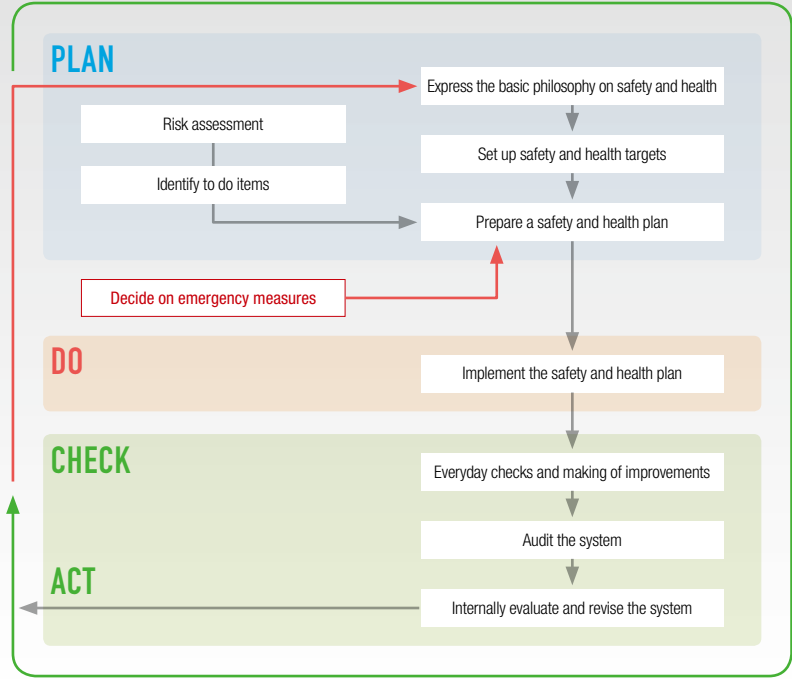 PLAN
Express the basic philosophy on safety and health
Risk assessment
Set up safety and health targets
Identify to do items
Prepare a safety and health plan
Decide on emergency measures
DO
Implement the safety and health plan
CHECK
Everyday checks and making of improvements
Audit the system
ACT
Internally evaluate and revise the system